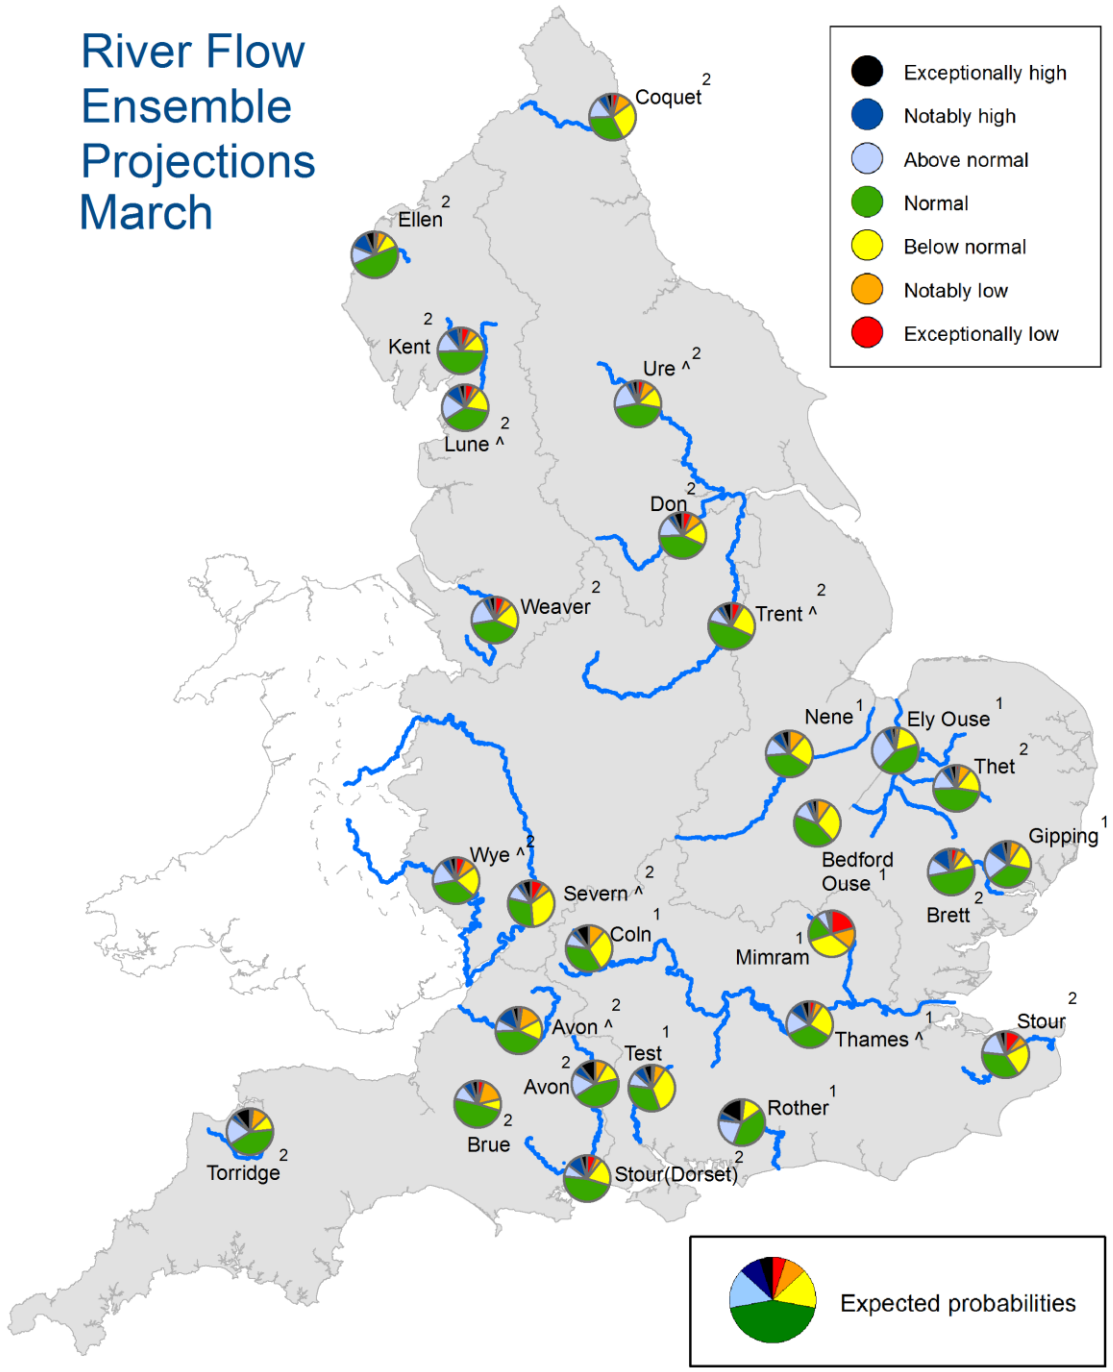 River Flow
Ensemble
Projections
March
Exceptionally high
Notably high
Above normal
Normal
Below normal
Notably low
Exceptionally low
Coquet 2
Ellen 2
Kent 2
Lune ^ 2
Ure ^ 2
Don 2
Weaver 2
Trent ^ 2
Nene 1
Ely Ouse 1
Thet 2
Bedford
Ouse 1
Gipping 1
Brett 2
Wye ^ 2
Severn ^ 2
Coln 1
Mimram 1
Thames ^ 1
Stour 2
Avon ^ 2
Avon 2
Test 1
Rother 1
Brue 2
Torridge 2
Stour(Dorset) 2
Expected probabilities